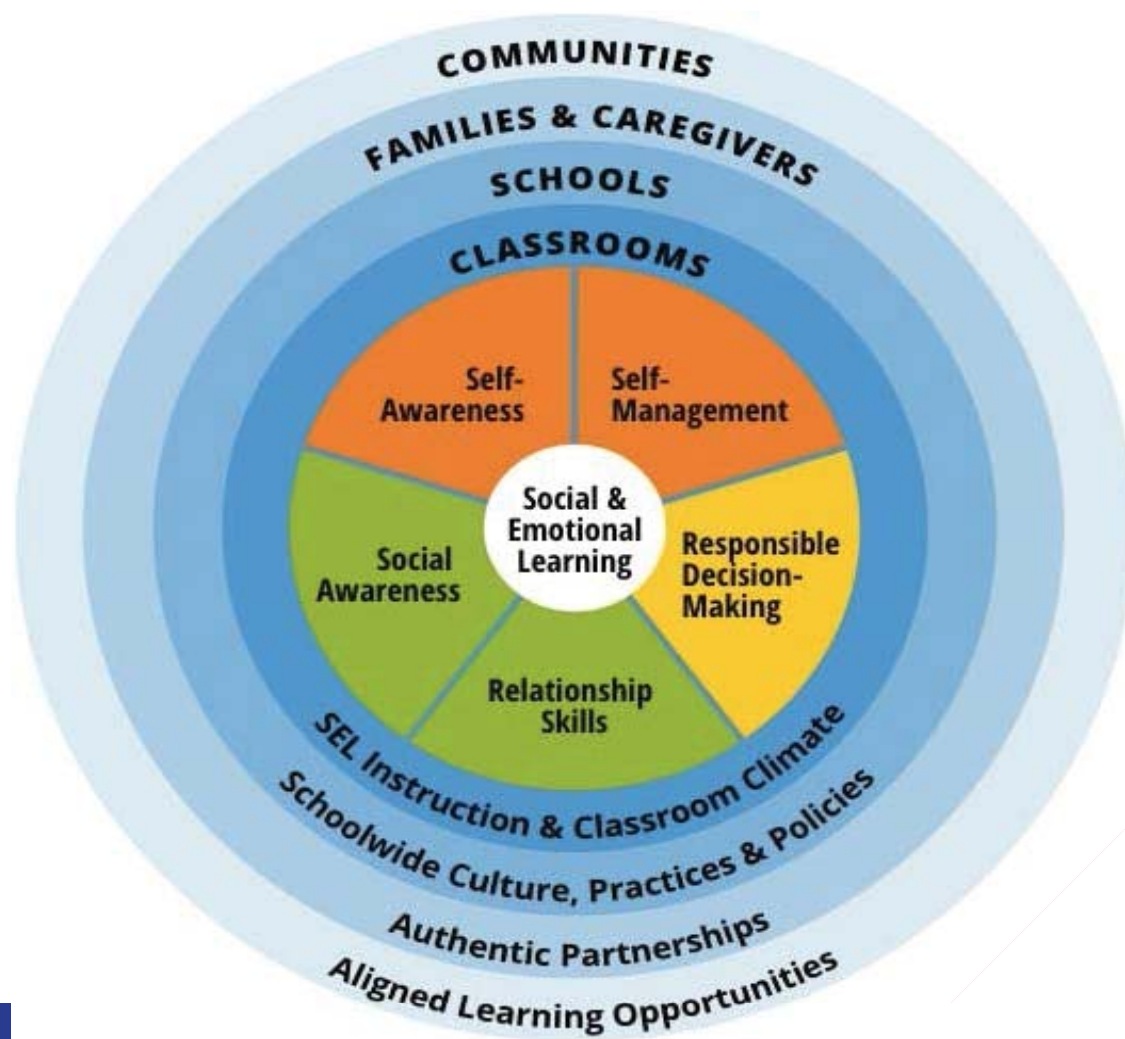 COMMUNITIES
FAMILIES & CAREGIVERS
SCHOOLS
CLASSROOMS
Self-
Awareness
Self-
Management
Social &
Emotional
Learning
Social
Awareness
Responsible
Decision-
Making
Relationship
Skills
SEL Instruction & Classroom Climate
Schoolwide Culture, Practices & Policies
Authentic Partnerships
Aligned Learning Opportunities